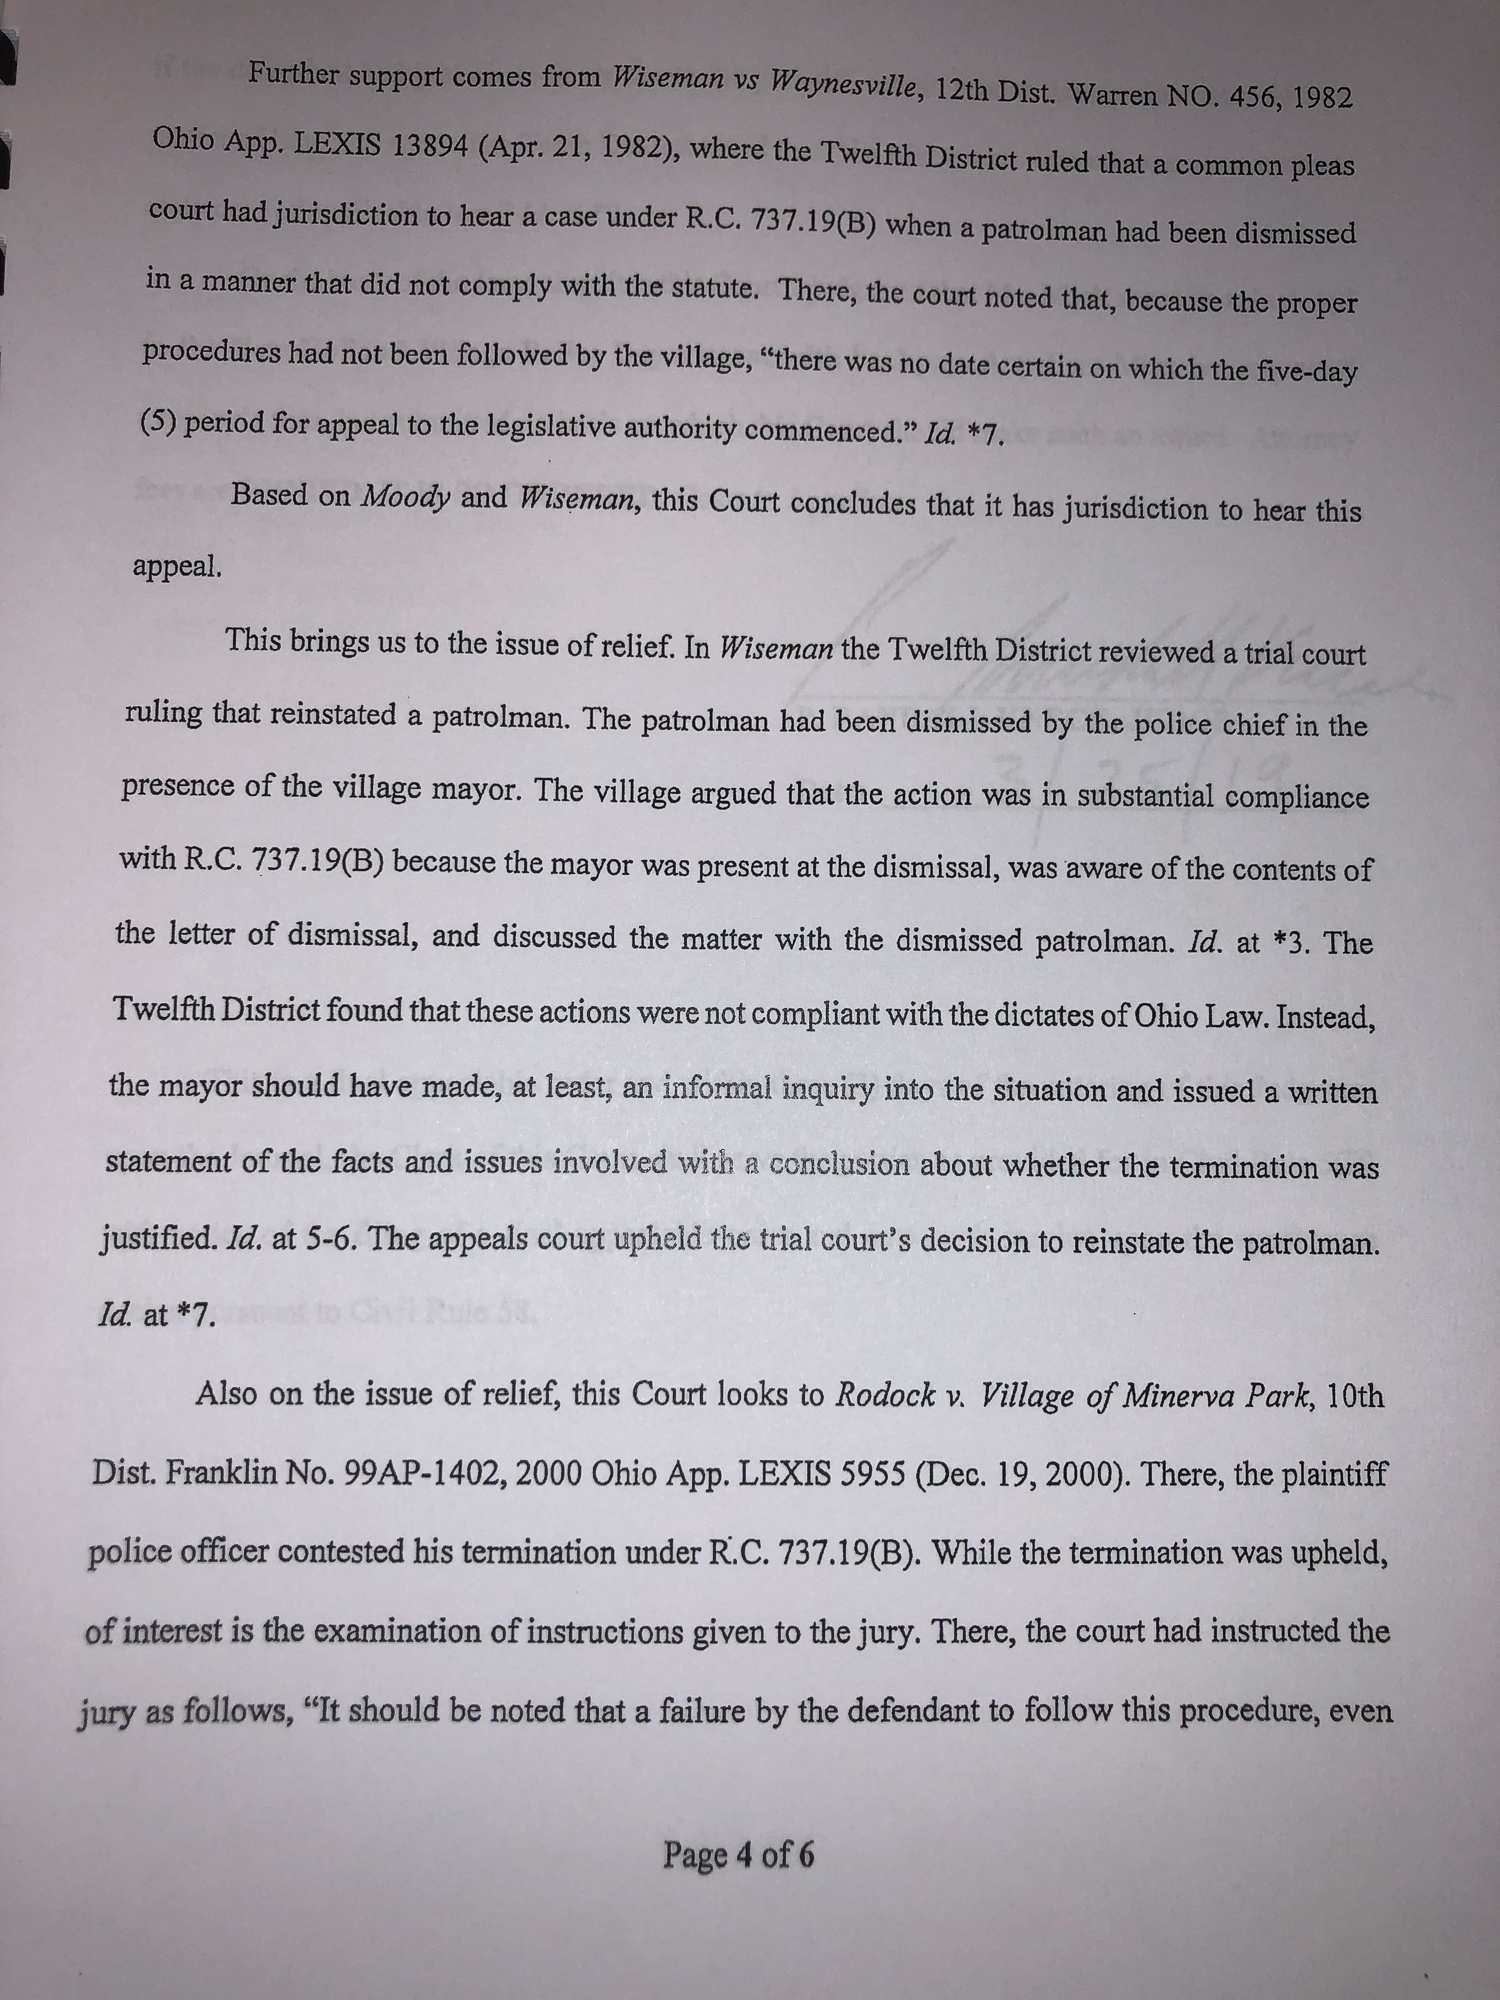 Further support comes from Wiseman vs Waynesville, 12th Dist. Warren NO. 456, 1982
Ohio App. LEXIS 13894 (Apr. 21, 1982), where the Twelfth District ruled that a common pleas
court had jurisdiction to hear a case under R.C. 737.19(B) when a patrolman had been dismissed
in a manner that did not comply with the statute. There, the court noted that, because the proper
procedures had not been followed by the village, “there was no date certain on which the five-day
(5) period for appeal to the legislative authority commenced.” Id. *7.
Based on Moody and Wiseman, this Court concludes that it has jurisdiction to hear this
appeal.
This brings us to the issue of relief. In Wiseman the Twelfth District reviewed a trial court
ruling that reinstated a patrolman. The patrolman had been dismissed by the police chief in the
presence of the village mayor. The village argued that the action was in substantial compliance
with R.C. 737.19(B) because the mayor was present at the dismissal, was aware of the contents of
the letter of dismissal, and discussed the matter with the dismissed patrolman. Id. at *3. The
Twelfth District found that these actions were not compliant with the dictates of Ohio Law. Instead,
the mayor should have made, at least, an informal inquiry into the situation and issued a written
statement of the facts and issues involved with a conclusion about whether the termination was
justified. Id. at 5-6. The appeals court upheld the trial court’s decision to reinstate the patrolman.
Id. at *7.
Also on the issue of relief, this Court looks to Rodock v. Village of Minerva Park, 10th
Dist. Franklin No. 99AP-1402, 2000 Ohio App. LEXIS 5955 (Dec. 19, 2000). There, the plaintiff
police officer contested his termination under R.C. 737.19(B). While the termination was upheld,
of interest is the examination of instructions given to the jury. There, the court had instructed the
jury as follows, “It should be noted that a failure by the defendant to follow this procedure, even
Page 4 of 6